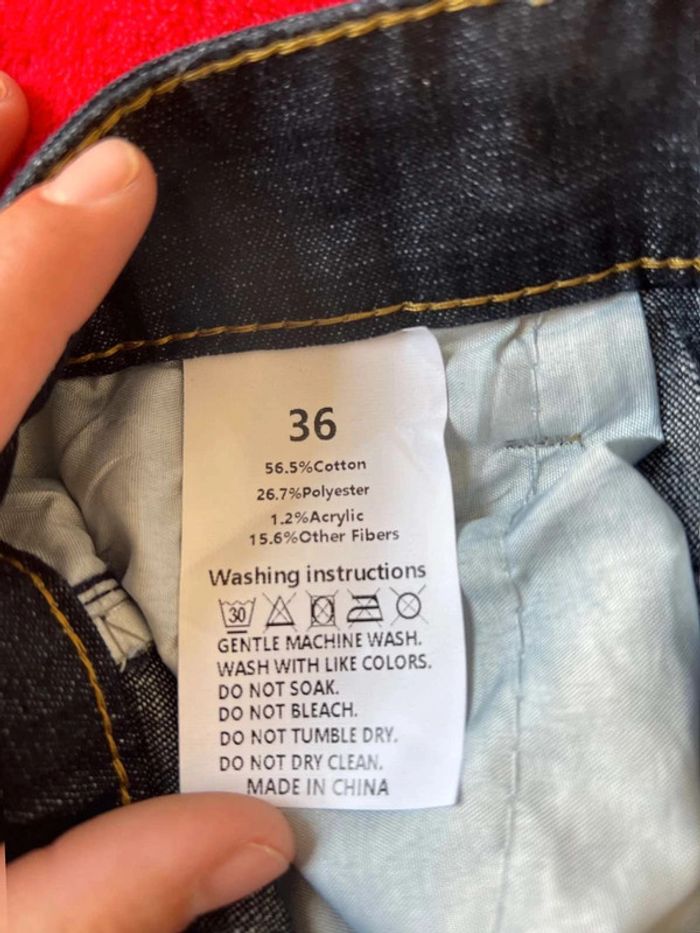 36
56.5%Cotton
26.7%Polyester
1.2%Acrylic
15.6%Other Fibers
Washing instructions
30
GENTLE MACHINE WASH.
WASH WITH LIKE COLORS.
DO NOT SOAK.
DO NOT BLEACH.
DO NOT TUMBLE DRY.
DO NOT DRY CLEAN.
MADE IN CHINA